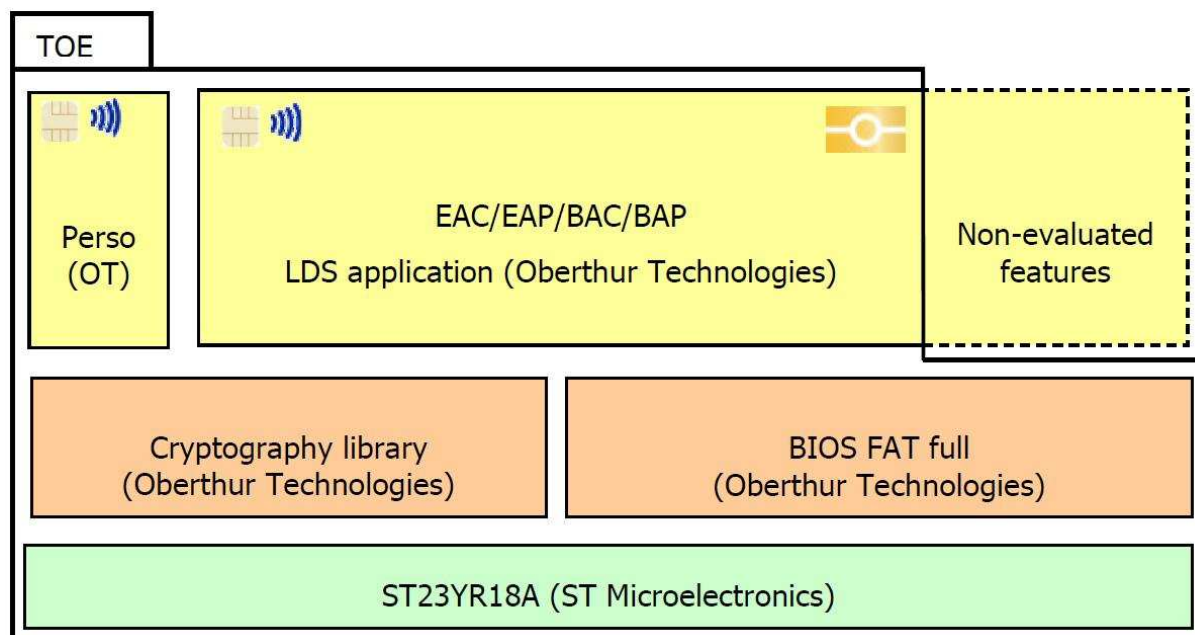 TOE
Perso
(OT)
EAC/EAP/BAC/BAP
LDS application (Oberthur Technologies)
Non-evaluated
features
Cryptography library
(Oberthur Technologies)
BIOS FAT full
(Oberthur Technologies)
ST23YR18A (ST Microelectronics)